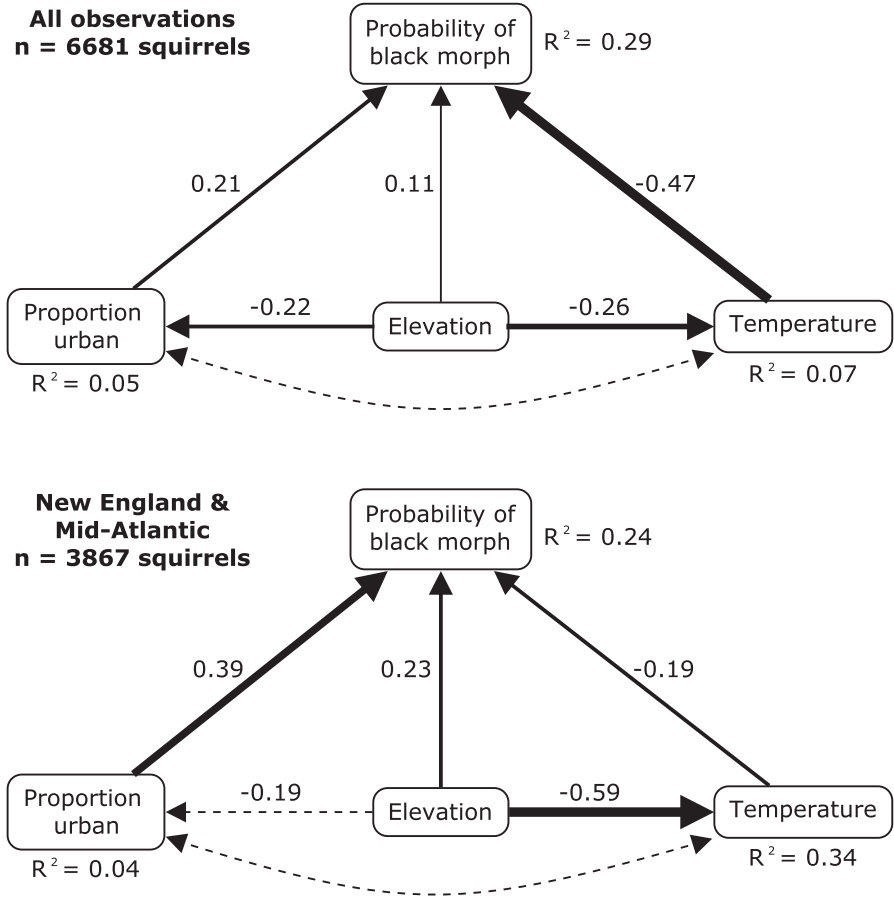 All observations
n = 6681 squirrels
Probability of
black morph
R² = 0.29
0.21
0.11
-0.47
Proportion
urban
-0.22
Elevation
-0.26
Temperature
R² = 0.05
R² = 0.07
New England &
Mid-Atlantic
n = 3867 squirrels
Probability of
black morph
R² = 0.24
0.39
0.23
-0.19
Proportion
urban
-0.19
Elevation
-0.59
Temperature
R² = 0.04
R² = 0.34